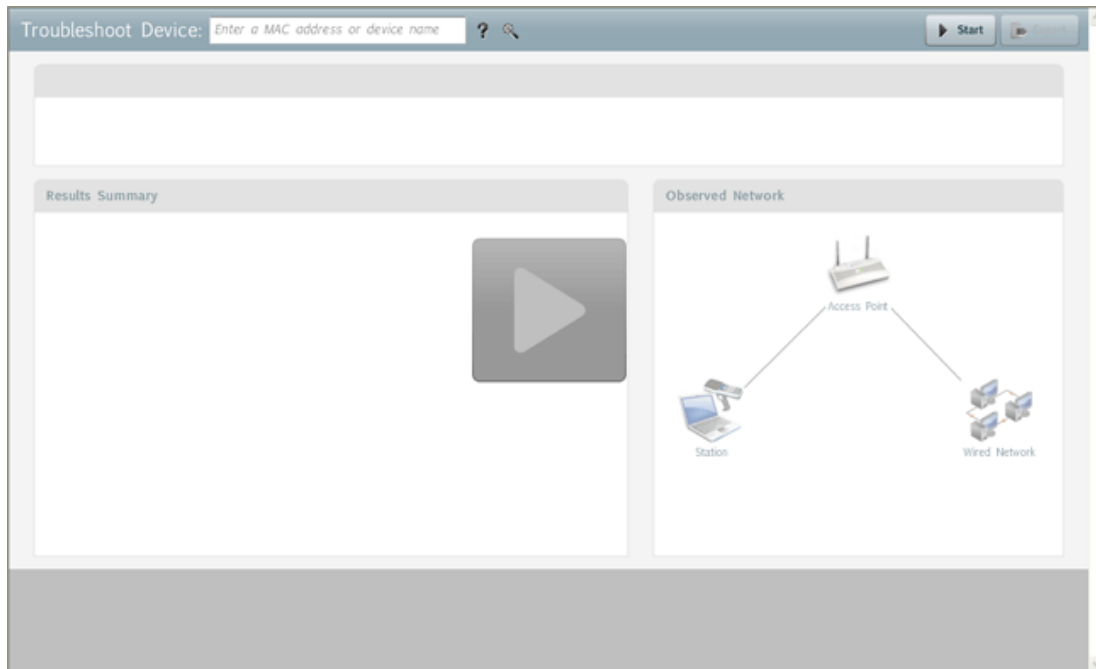 Troubleshoot Device: Enter a MAC address or device name ? Start
Results Summary
Observed Network
Access Point
Station
Wired Network